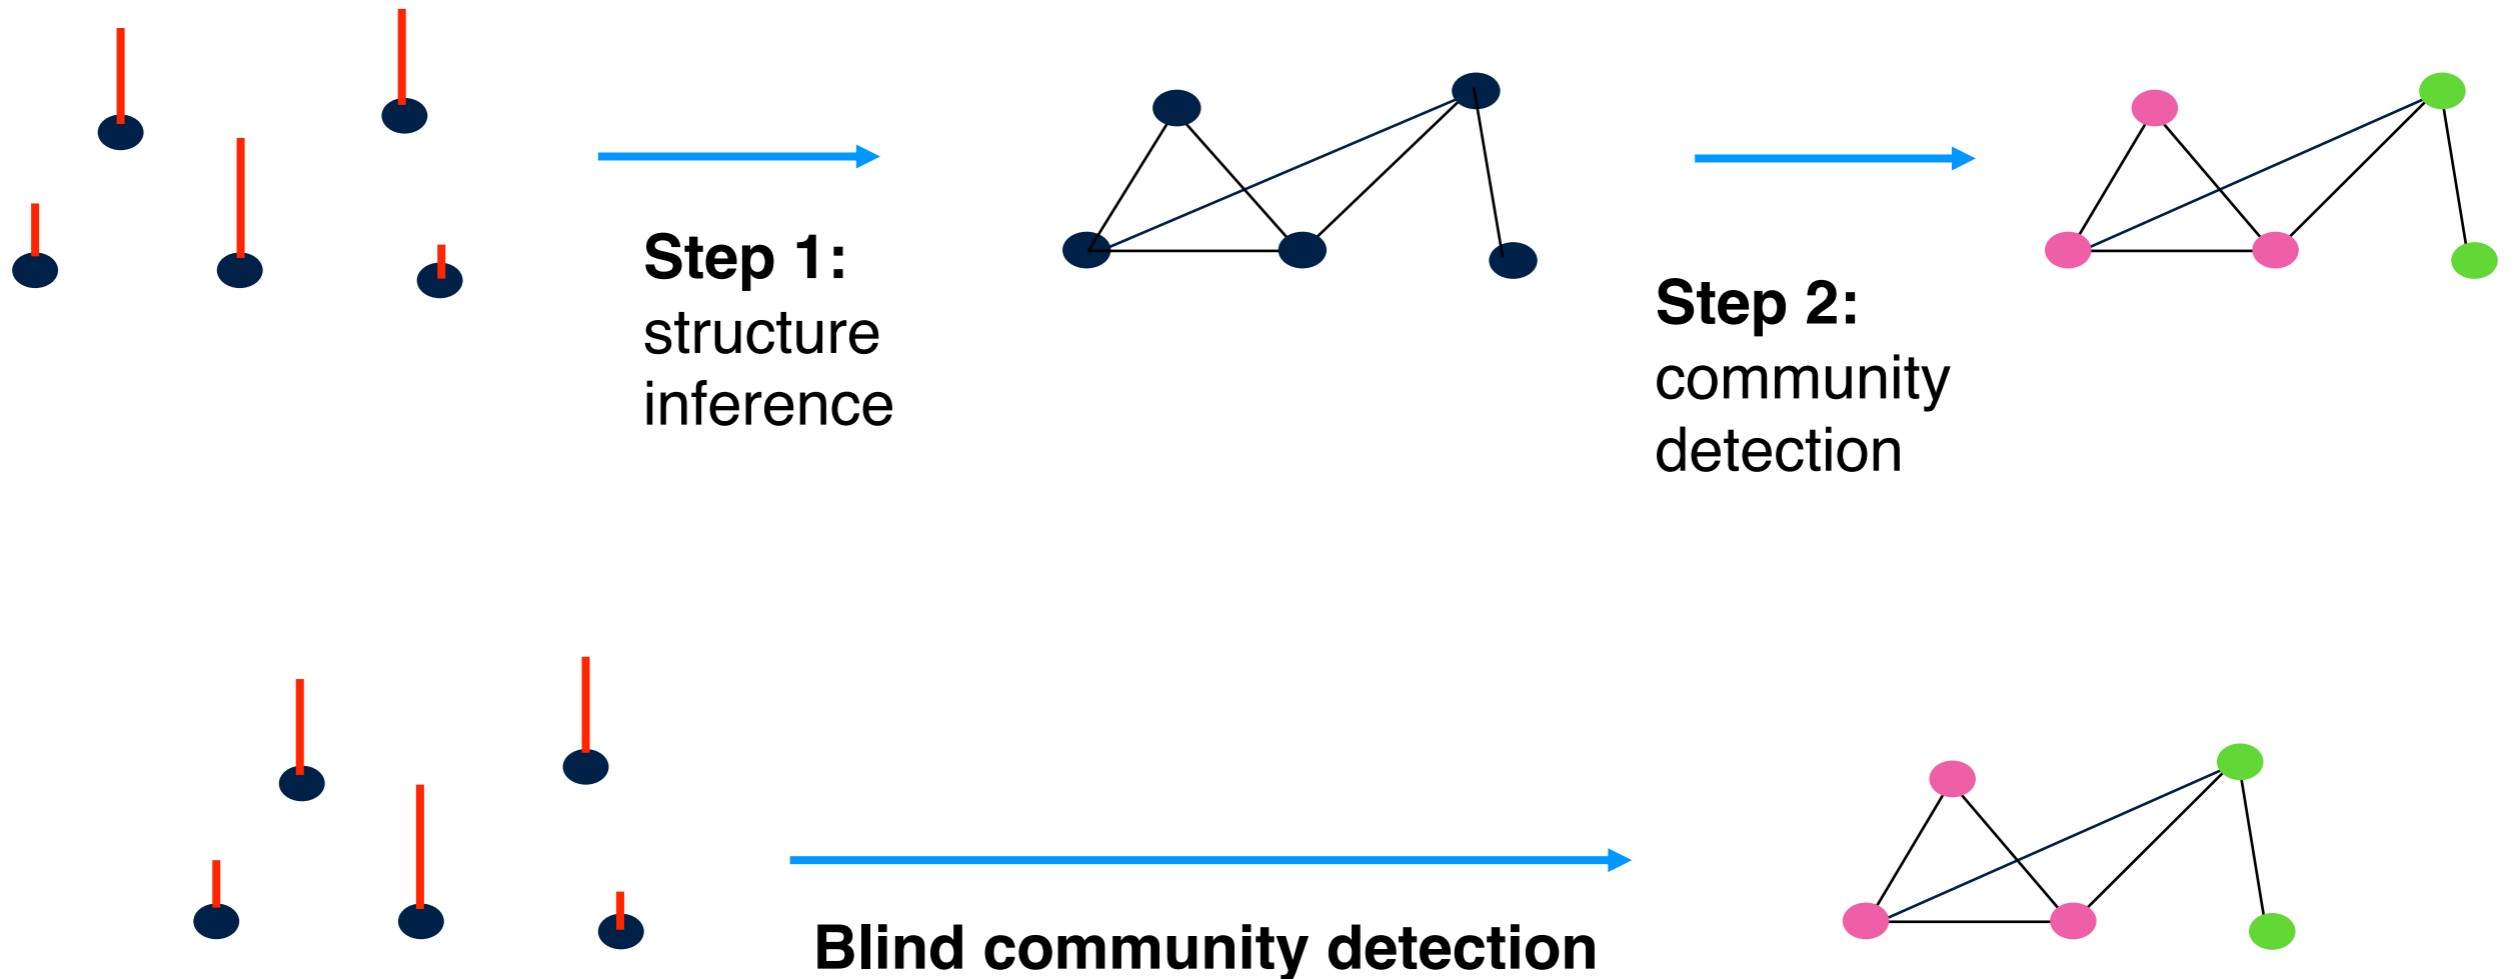 Step 1:
structure
inference
Step 2:
community
detection
Blind community detection